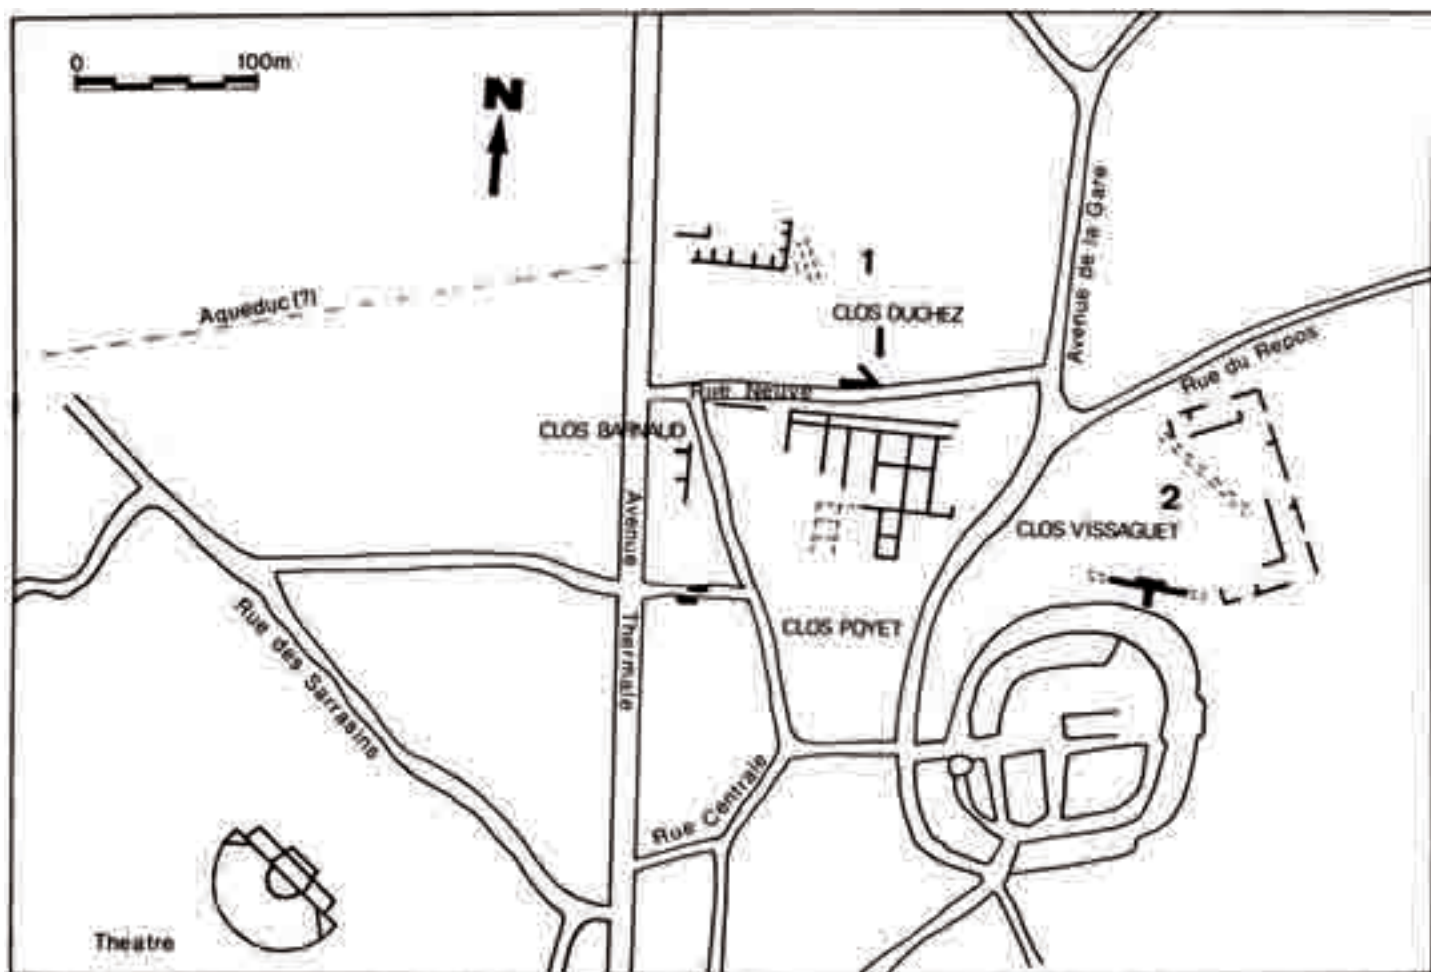 0 100m
N
Avenue de la Gare
1
Aqueduc (?)
CLOS DUCHEZ
Rue du Repos
Rue Neuve
CLOS BARNAUD
2
CLOS VISSAGUET
Avenue Thermale
CLOS POYET
Rue des Sarrasins
Rue Centrale
Theatre